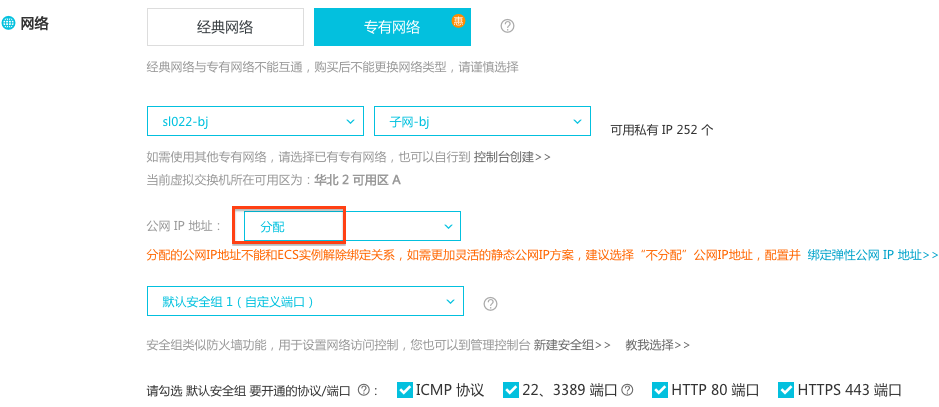 网络
经典网络 专有网络 惠
经典网络与专有网络不能互通，购买后不能更换网络类型，请谨慎选择
sl022-bj 子网-bj 可用私有 IP 252 个
如需使用其他专有网络，请选择已有专有网络，也可以自行到 控制台创建>>
当前虚拟交换机所在可用区为：华北 2 可用区 A
公网 IP 地址： 分配
分配的公网IP地址不能和ECS实例解除绑定关系，如需更加灵活的静态公网IP方案，建议选择“不分配”公网IP地址，配置并 绑定弹性公网 IP 地址>>
默认安全组 1（自定义端口）
安全组类似防火墙功能，用于设置网络访问控制，您也可以到管理控制台 新建安全组>> 教我选择>>
请勾选 默认安全组 要开通的协议/端口 ： ICMP 协议 22、3389 端口 HTTP 80 端口 HTTPS 443 端口